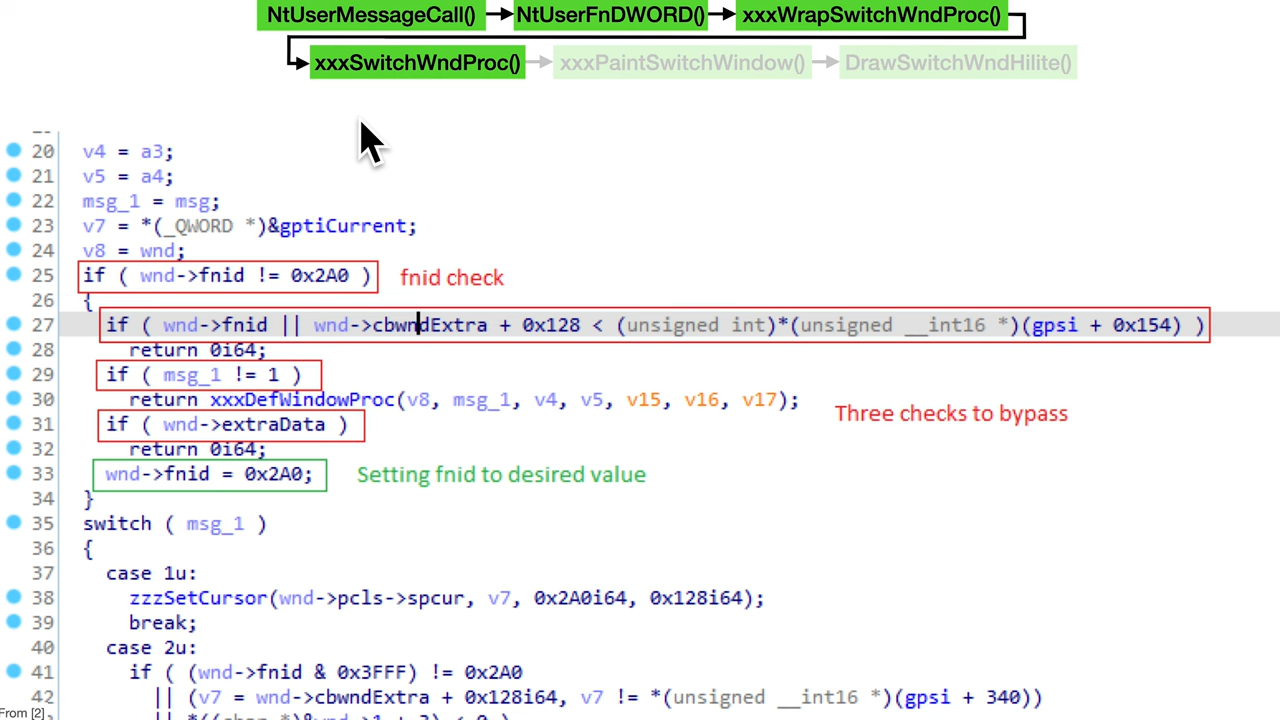 NtUserMessageCall() NtUserFnDWORD() xxxWrapSwitchWndProc()
xxxSwitchWndProc() xxxPaintSwitchWindow() DrawSwitchWndHilite()
20 v4 = a3;
21 v5 = a4;
22 msg_1 = msg;
23 v7 = *(_QWORD *)&gptiCurrent;
24 v8 = wnd;
25 if ( wnd->fnid != 0x2A0 ) fnid check
26 {
27 if ( wnd->fnid || wnd->cbwndExtra + 0x128 < (unsigned int)*(unsigned __int16 *)(gpsi + 0x154) )
28 return 0i64;
29 if ( msg_1 != 1 )
30 return xxxDefWindowProc(v8, msg_1, v4, v5, v15, v16, v17);
Three checks to bypass
31 if ( wnd->extraData )
32 return 0i64;
33 wnd->fnid = 0x2A0; Setting fnid to desired value
34 }
35 switch ( msg_1 )
36 {
37 case 1u:
38 zzzSetCursor(wnd->pcls->spcur, v7, 0x2A0i64, 0x128i64);
39 break;
40 case 2u:
41 if ( (wnd->fnid & 0x3FFF) != 0x2A0
42 || (v7 = wnd->cbwndExtra + 0x128i64, v7 != *(unsigned __int16 *)(gpsi + 340))
From [2]